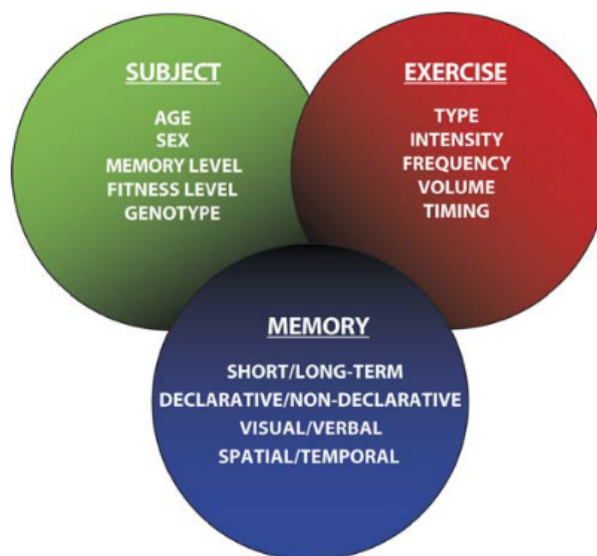 SUBJECT
AGE
SEX
MEMORY LEVEL
FITNESS LEVEL
GENOTYPE
EXERCISE
TYPE
INTENSITY
FREQUENCY
VOLUME
TIMING
MEMORY
SHORT/LONG-TERM
DECLARATIVE/NON-DECLARATIVE
VISUAL/VERBAL
SPATIAL/TEMPORAL